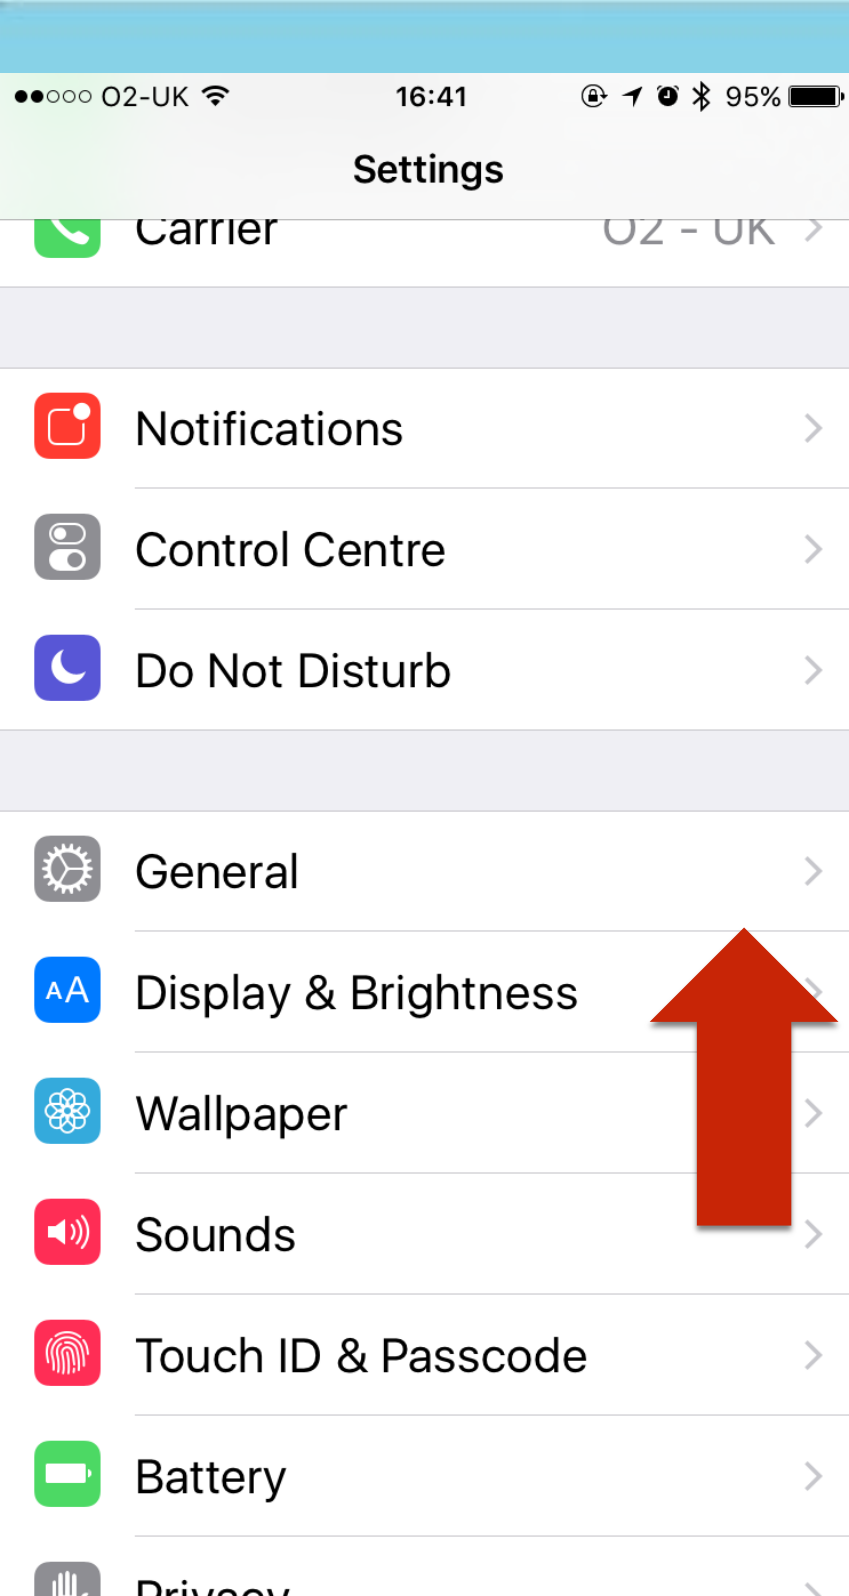 O2-UK 16:41 95%
Settings
Carrier O2 - UK
Notifications
Control Centre
Do Not Disturb
General
AA Display & Brightness
Wallpaper
Sounds
Touch ID & Passcode
Battery
Privacy